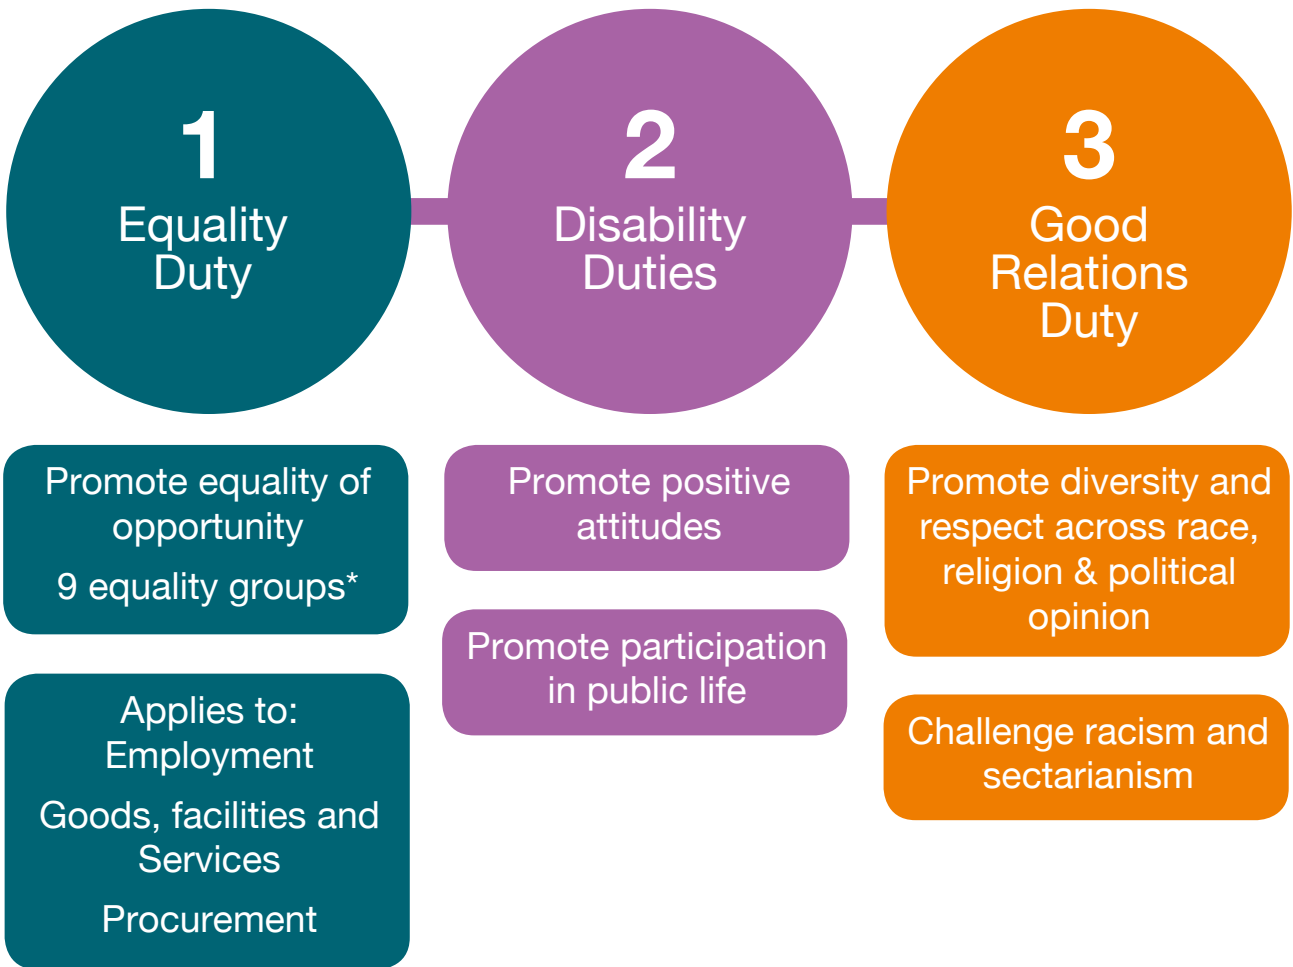 1
Equality
Duty
Promote equality of
opportunity
9 equality groups*
Applies to:
Employment
Goods, facilities and
Services
Procurement
2
Disability
Duties
Promote positive
attitudes
Promote participation
in public life
3
Good
Relations
Duty
Promote diversity and
respect across race,
religion & political
opinion
Challenge racism and
sectarianism